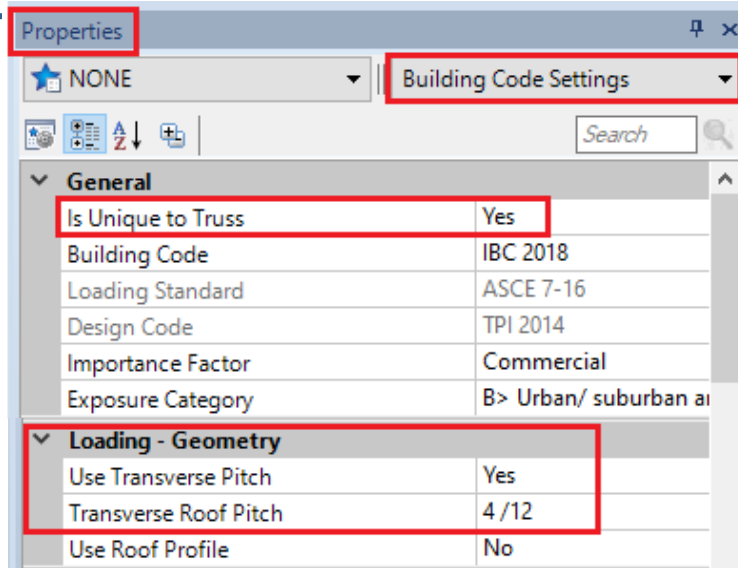 Properties
NONE Building Code Settings
A Z Search
General
Is Unique to Truss Yes
Building Code IBC 2018
Loading Standard ASCE 7-16
Design Code TPI 2014
Importance Factor Commercial
Exposure Category B> Urban/ suburban
Loading - Geometry
Use Transverse Pitch Yes
Transverse Roof Pitch 4 /12
Use Roof Profile No